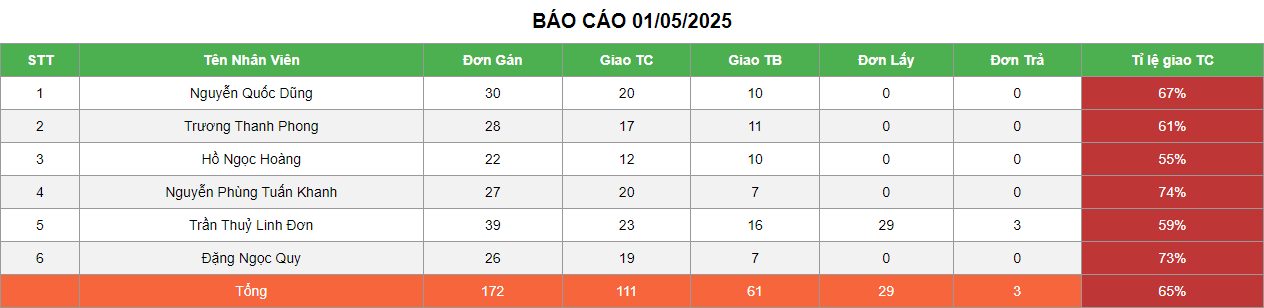 BÁO CÁO 01/05/2025
STT Tên Nhân Viên Đơn Gán Giao TC Giao TB Đơn Lấy Đơn Trả Tỉ lệ giao TC
1 Nguyễn Quốc Dũng 30 20 10 0 0 67%
2 Trương Thanh Phong 28 17 11 0 0 61%
3 Hồ Ngọc Hoàng 22 12 10 0 0 55%
4 Nguyễn Phùng Tuấn Khanh 27 20 7 0 0 74%
5 Trần Thuỷ Linh Đơn 39 23 16 29 3 59%
6 Đặng Ngọc Quy 26 19 7 0 0 73%
Tổng 172 111 61 29 3 65%